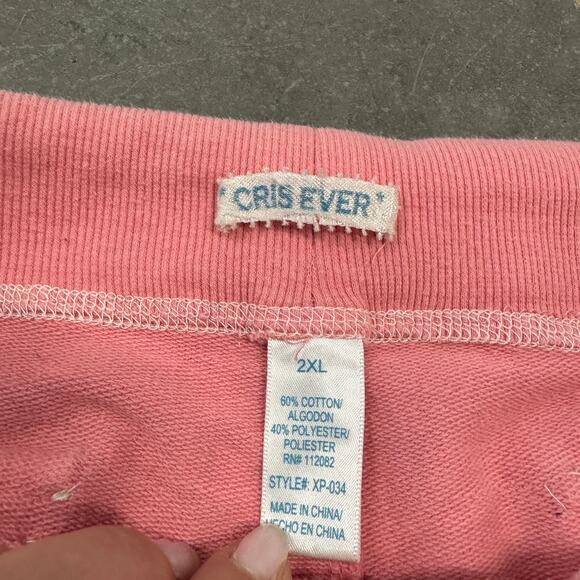 * CRIS EVER *
2XL
60% COTTON/
ALGODON
40% POLYESTER/
POLIESTER
RN# 112082
STYLE#: XP-034
MADE IN CHINA/
HECHO EN CHINA